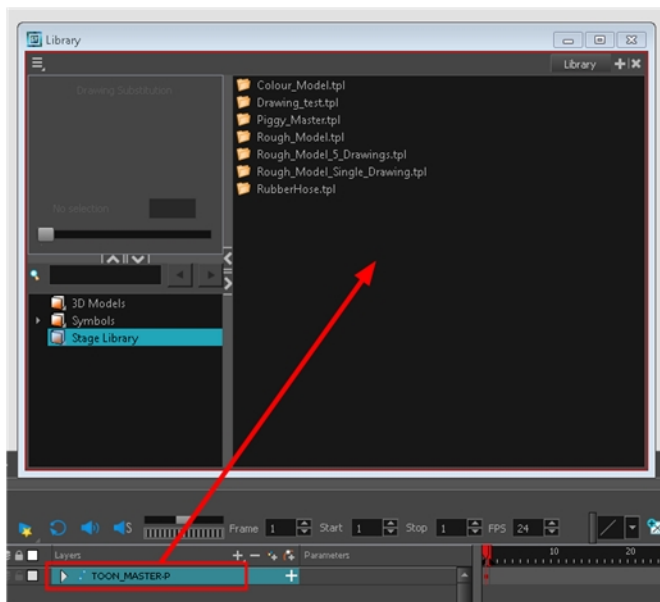 Library
Library
Drawing Substitution
No selection
Colour_Model.tpl
Drawing_test.tpl
Piggy_Master.tpl
Rough_Model.tpl
Rough_Model_5_Drawings.tpl
Rough_Model_Single_Drawing.tpl
RubberHose.tpl
3D Models
Symbols
Stage Library
S Frame 1 Start 1 Stop 1 FPS 24
Layers Parameters 10 20
TOON_MASTER-P